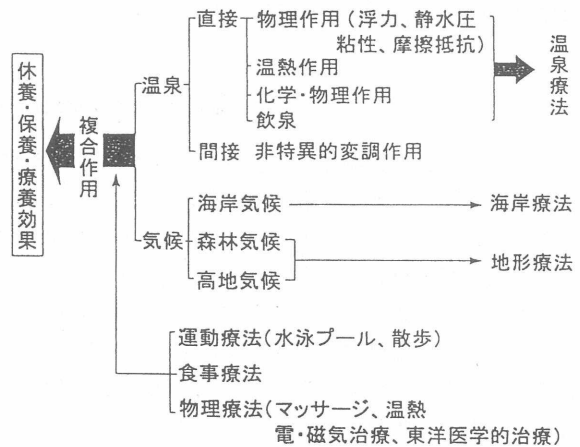 休養・保養・療養効果
複合作用
温泉
直接
物理作用(浮力、静水圧
粘性、摩擦抵抗)
温熱作用
化学・物理作用
飲泉
間接 非特異的変調作用
温泉療法
気候
海岸気候
海岸療法
森林気候
高地気候
地形療法
運動療法(水泳プール、散歩)
食事療法
物理療法(マッサージ、温熱
電・磁気治療、東洋医学的治療)